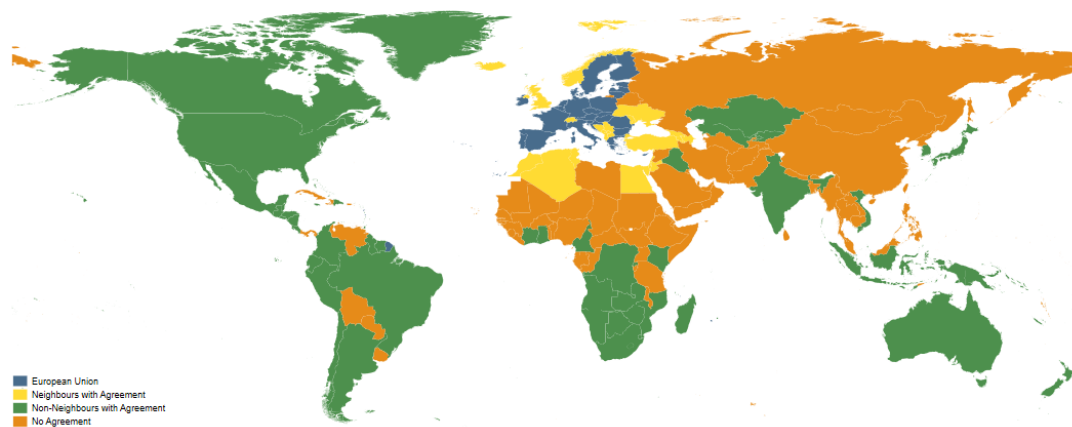 European Union
Neighbours with Agreement
Non-Neighbours with Agreement
No Agreement